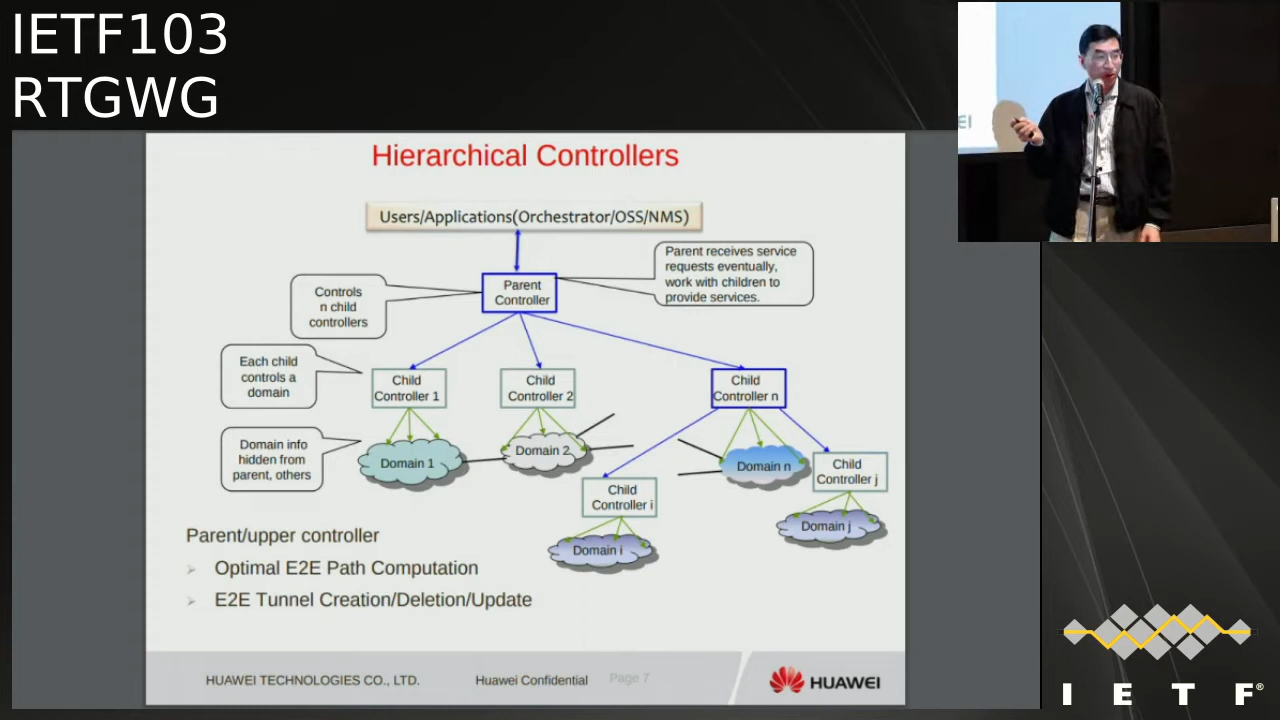 IETF103
RTGWG
EI
Hierarchical Controllers
Users/Applications(Orchestrator/OSS/NMS)
Parent receives service
requests eventually,
work with children to
provide services.
Controls
n child
controllers
Parent
Controller
Each child
controls a
domain
Child
Controller 1
Child
Controller 2
Child
Controller n
Domain info
hidden from
parent, others
Domain 1
Domain 2
Domain n
Child
Controller j
Child
Controller i
Domain j
Domain i
Parent/upper controller
➢ Optimal E2E Path Computation
➢ E2E Tunnel Creation/Deletion/Update
HUAWEI TECHNOLOGIES CO., LTD.
Huawei Confidential
Page 7
HUAWEI
I E T F®